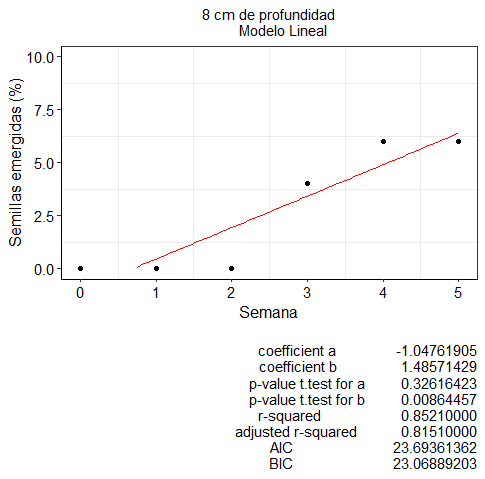 8 cm de profundidad
Modelo Lineal
Semillas emergidas (%)
10.0
7.5
5.0
2.5
0.0
0 1 2 3 4 5
Semana
coefficient a -1.04761905
coefficient b 1.48571429
p-value t.test for a 0.32616423
p-value t.test for b 0.00864457
r-squared 0.85210000
adjusted r-squared 0.81510000
AIC 23.69361362
BIC 23.06889203